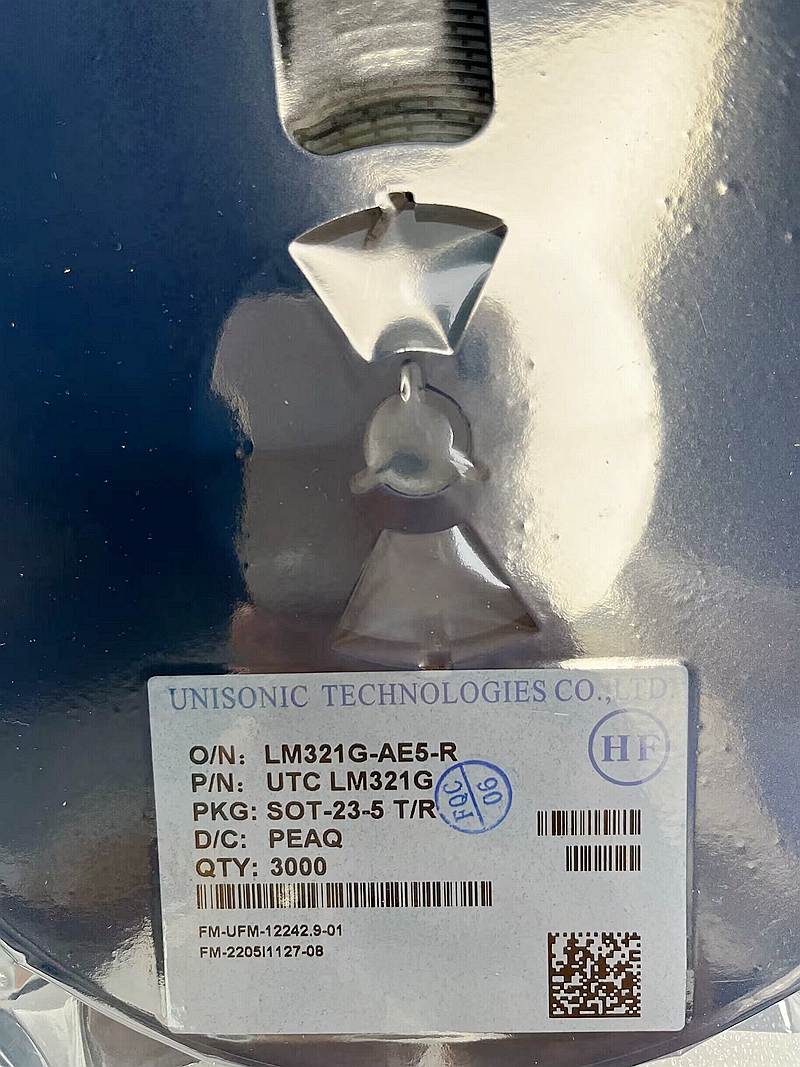 UNISONIC TECHNOLOGIES CO.,LTD.
HF
O/N: LM321G-AE5-R
P/N: UTC LM321G
PKG: SOT-23-5 T/R
FQC 06
D/C: PEAQ
QTY: 3000
FM-UFM-12242.9-01
FM-2205I1127-08